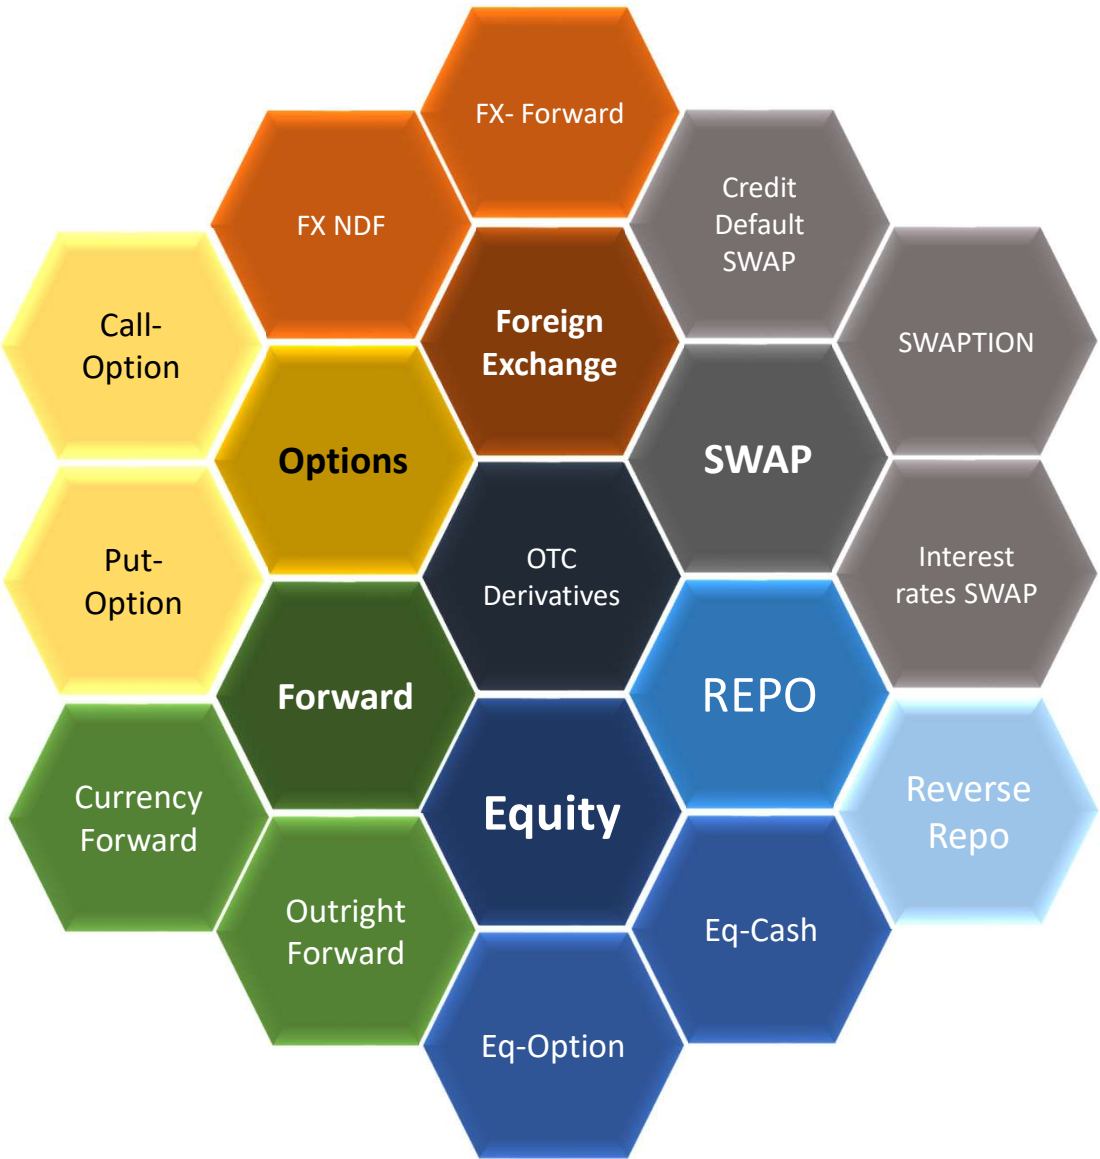 FX- Forward
Credit
Default
SWAP
FX NDF
Foreign
Exchange
Call-
Option
SWAPTION
Options
SWAP
OTC
Derivatives
Put-
Option
Interest
rates SWAP
Forward
REPO
Currency
Forward
Equity
Reverse
Repo
Outright
Forward
Eq-Cash
Eq-Option